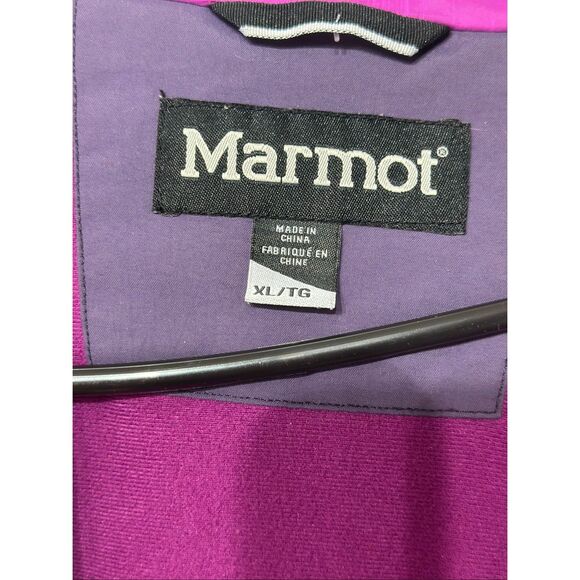 Marmot®
MADE IN
CHINA
FABRIQUÉ EN
CHINE
XL/TG